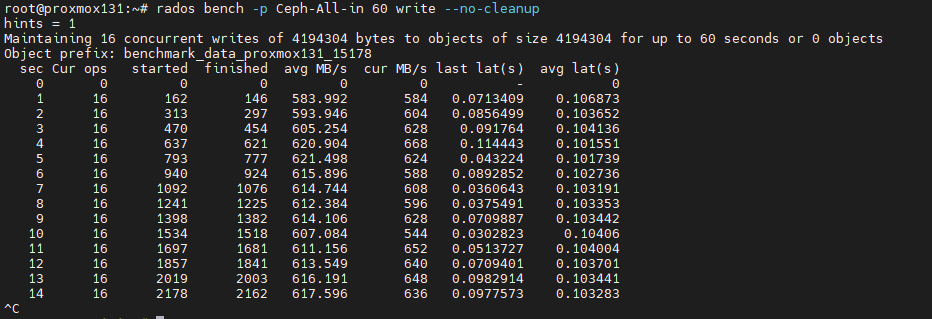 root@proxmox131:~# rados bench -p Ceph-All-in 60 write --no-cleanup
hints = 1
Maintaining 16 concurrent writes of 4194304 bytes to objects of size 4194304 for up to 60 seconds or 0 objects
Object prefix: benchmark_data_proxmox131_15178
sec Cur ops started finished avg MB/s cur MB/s last lat(s) avg lat(s)
0 0 0 0 0 0 - 0
1 16 162 146 583.992 584 0.0713409 0.106873
2 16 313 297 593.946 604 0.0856499 0.103652
3 16 470 454 605.254 628 0.091764 0.104136
4 16 637 621 620.904 668 0.114443 0.101551
5 16 793 777 621.498 624 0.043224 0.101739
6 16 940 924 615.896 588 0.0892852 0.102736
7 16 1092 1076 614.744 608 0.0360643 0.103191
8 16 1241 1225 612.384 596 0.0375491 0.103353
9 16 1398 1382 614.106 628 0.0709887 0.103442
10 16 1534 1518 607.084 544 0.0302823 0.10406
11 16 1697 1681 611.156 652 0.0513727 0.104004
12 16 1857 1841 613.549 640 0.0709401 0.103701
13 16 2019 2003 616.191 648 0.0982914 0.103441
14 16 2178 2162 617.596 636 0.0977573 0.103283
^C